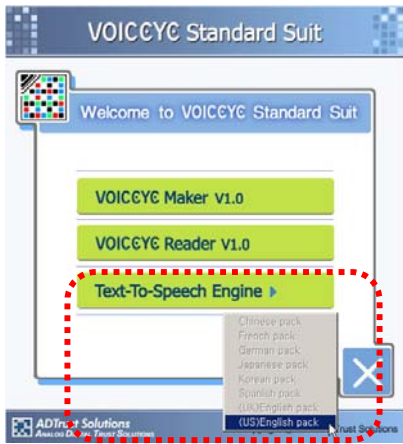 VOICEYE Standard Suit
Welcome to VOICEYE Standard Suit
VOICEYE Maker V1.0
VOICEYE Reader V1.0
Text-To-Speech Engine
Chinese pack
French pack
German pack
Japanese pack
Korean pack
Spanish pack
(UK)English pack
(US)English pack
ADTrust Solutions
ANALOG DIGITAL TRUST SOLUTIONS
Trust Solutions